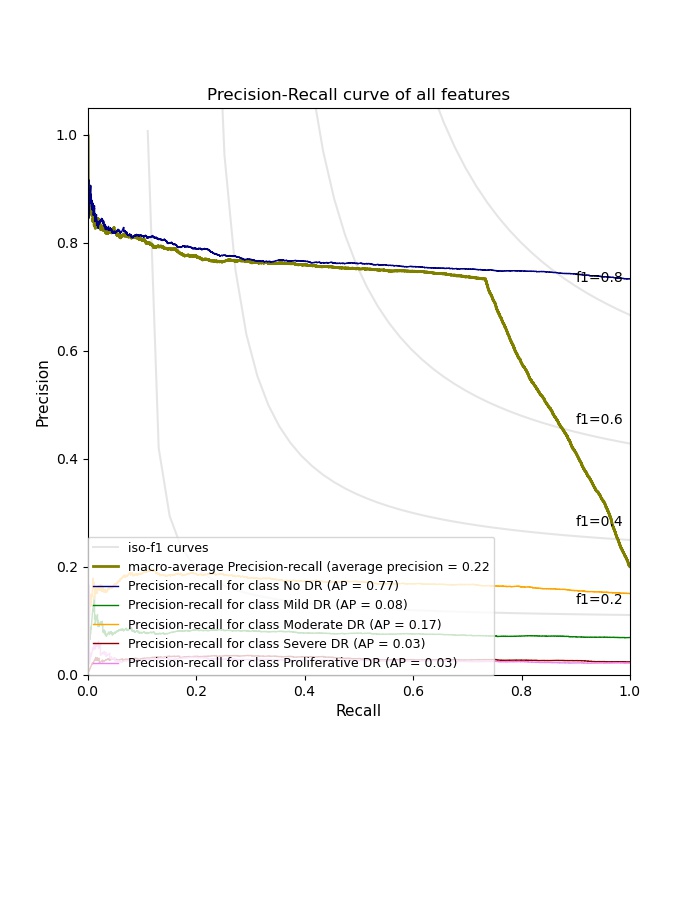 Precision-Recall curve of all features
1.0
0.8
0.6
0.4
0.2
0.0
Precision
f1=0.8
f1=0.6
f1=0.4
f1=0.2
iso-f1 curves
macro-average Precision-recall (average precision = 0.22
Precision-recall for class No DR (AP = 0.77)
Precision-recall for class Mild DR (AP = 0.08)
Precision-recall for class Moderate DR (AP = 0.17)
Precision-recall for class Severe DR (AP = 0.03)
Precision-recall for class Proliferative DR (AP = 0.03)
0.0 0.2 0.4 0.6 0.8 1.0
Recall